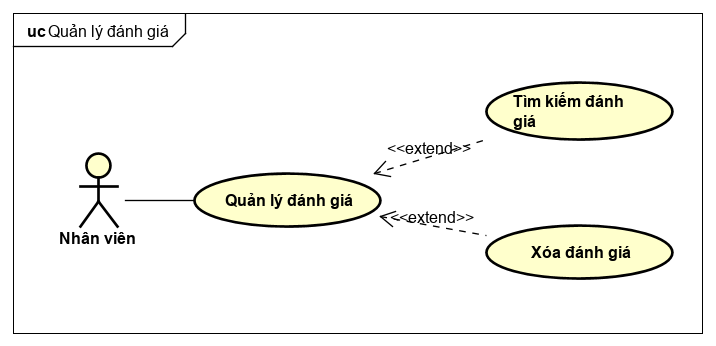 uc Quản lý đánh giá
Tìm kiếm đánh
giá
<<extend>>
Quản lý đánh giá
<<extend>>
Nhân viên
Xóa đánh giá